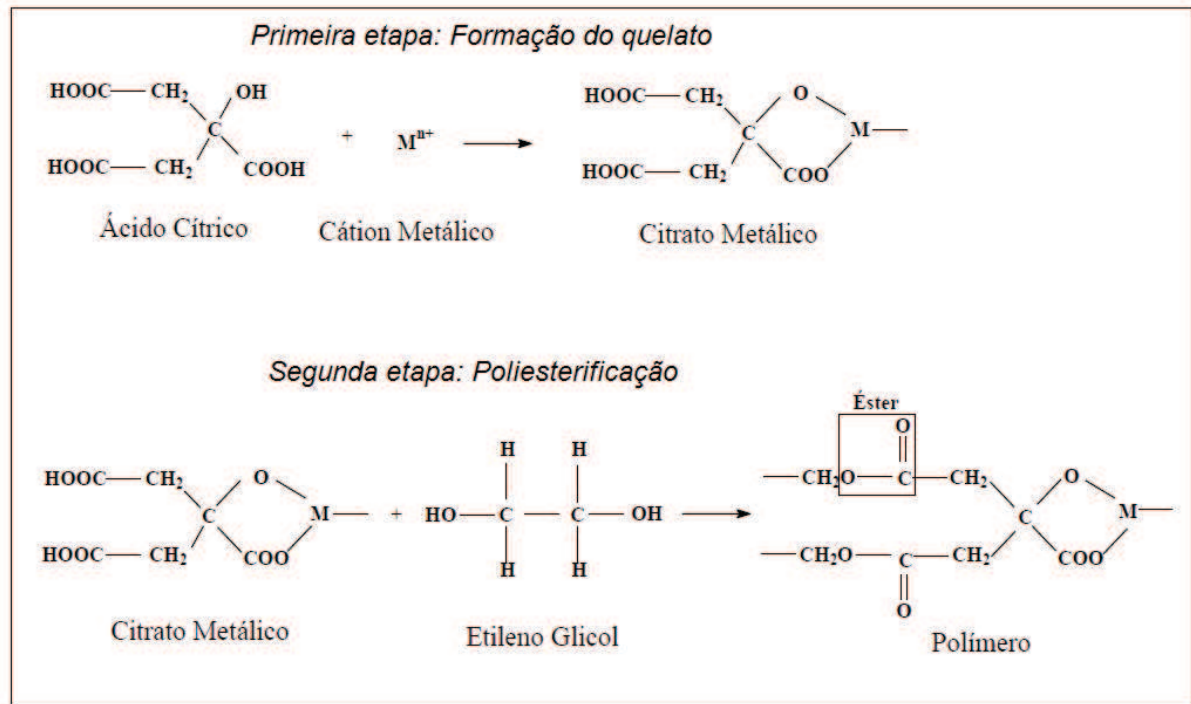 Primeira etapa: Formação do quelato
HOOC CH₂ OH
C
HOOC CH₂ COOH
+ Mⁿ⁺
Ácido Cítrico
Cátion Metálico
HOOC CH₂ O
C M
HOOC CH₂ COO
Citrato Metálico
Segunda etapa: Poliesterificação
HOOC CH₂ O
C M
HOOC CH₂ COO
Citrato Metálico
+
H H
HO C C OH
H H
Etileno Glicol
Éster
O
CH₂O C CH₂ O
C M
CH₂O C CH₂ COO
O
Polímero